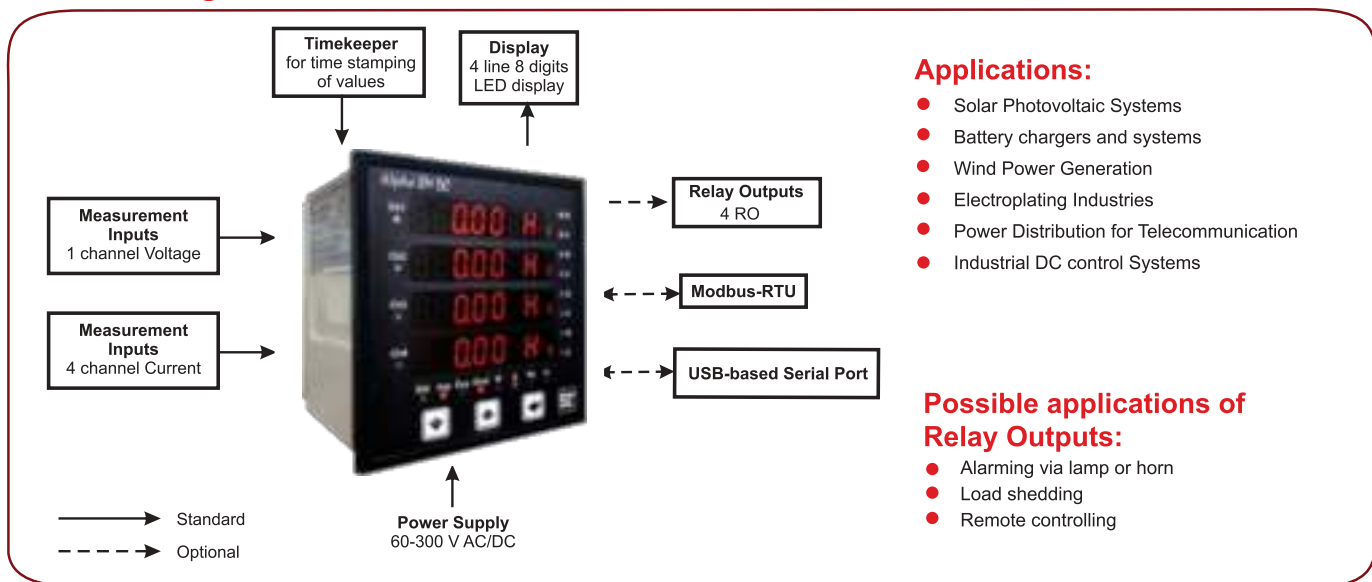 Timekeeper
for time stamping
of values
Display
4 line 8 digits
LED display
Measurement
Inputs
1 channel Voltage
Measurement
Inputs
4 channel Current
0.00 H
0.00 H
0.00 H
0.00 H
Relay Outputs
4 RO
Modbus-RTU
USB-based Serial Port
Power Supply
60-300 V AC/DC
Standard
Optional
Applications:
Solar Photovoltaic Systems
Battery chargers and systems
Wind Power Generation
Electroplating Industries
Power Distribution for Telecommunication
Industrial DC control Systems
Possible applications of
Relay Outputs:
Alarming via lamp or horn
Load shedding
Remote controlling